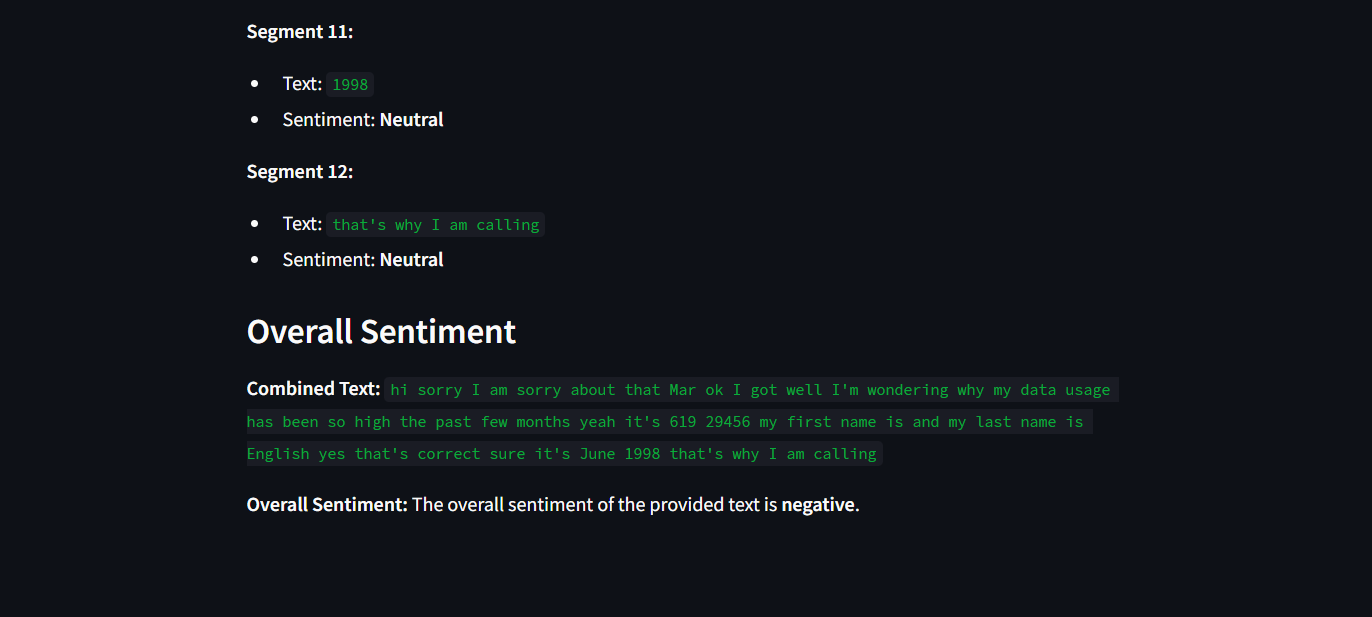 Segment 11:
Text: 1998
Sentiment: Neutral
Segment 12:
Text: that's why I am calling
Sentiment: Neutral
Overall Sentiment
Combined Text: hi sorry I am sorry about that Mar ok I got well I'm wondering why my data usage
has been so high the past few months yeah it's 619 29456 my first name is and my last name is
English yes that's correct sure it's June 1998 that's why I am calling
Overall Sentiment: The overall sentiment of the provided text is negative.